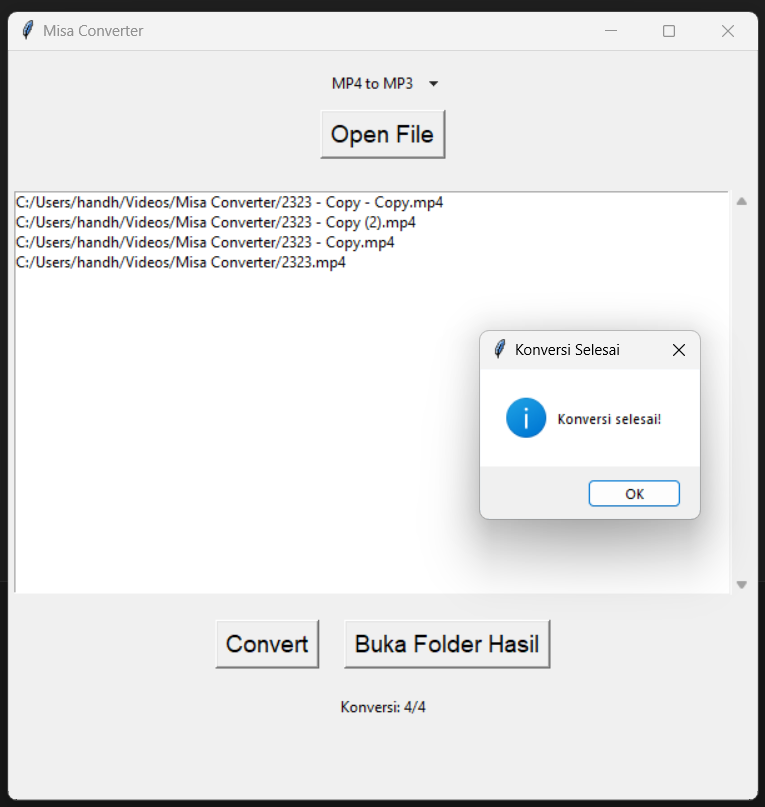 Misa Converter
MP4 to MP3
Open File
C:/Users/handh/Videos/Misa Converter/2323 - Copy - Copy.mp4
C:/Users/handh/Videos/Misa Converter/2323 - Copy (2).mp4
C:/Users/handh/Videos/Misa Converter/2323 - Copy.mp4
C:/Users/handh/Videos/Misa Converter/2323.mp4
Konversi Selesai
Konversi selesai!
OK
Convert
Buka Folder Hasil
Konversi: 4/4